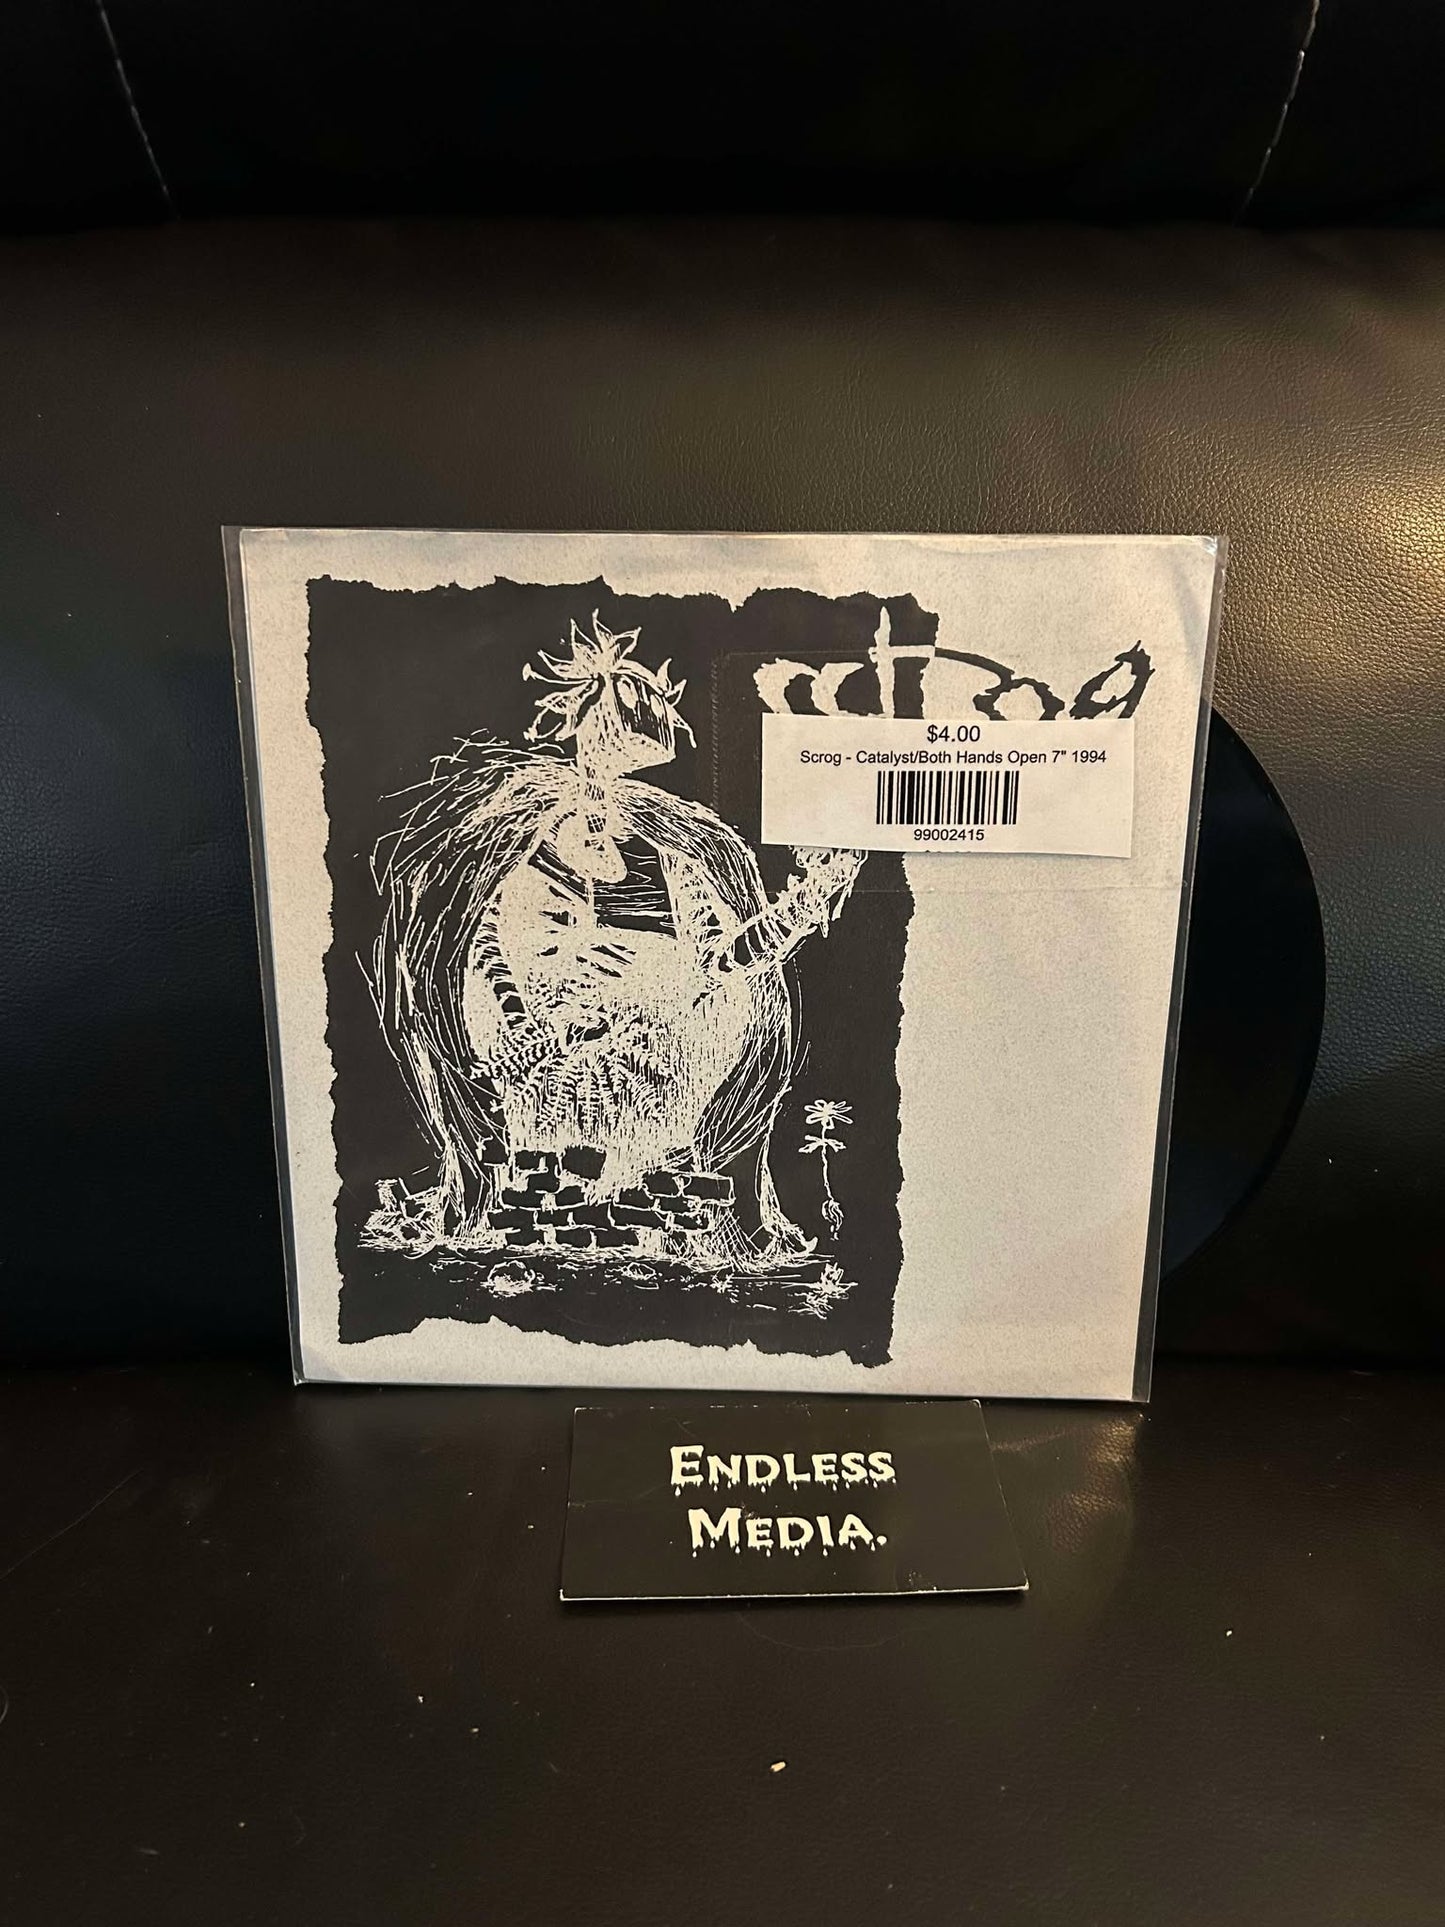 $4.00
Scrog - Catalyst/Both Hands Open 7" 1994
99002415
ENDLESS
MEDIA.